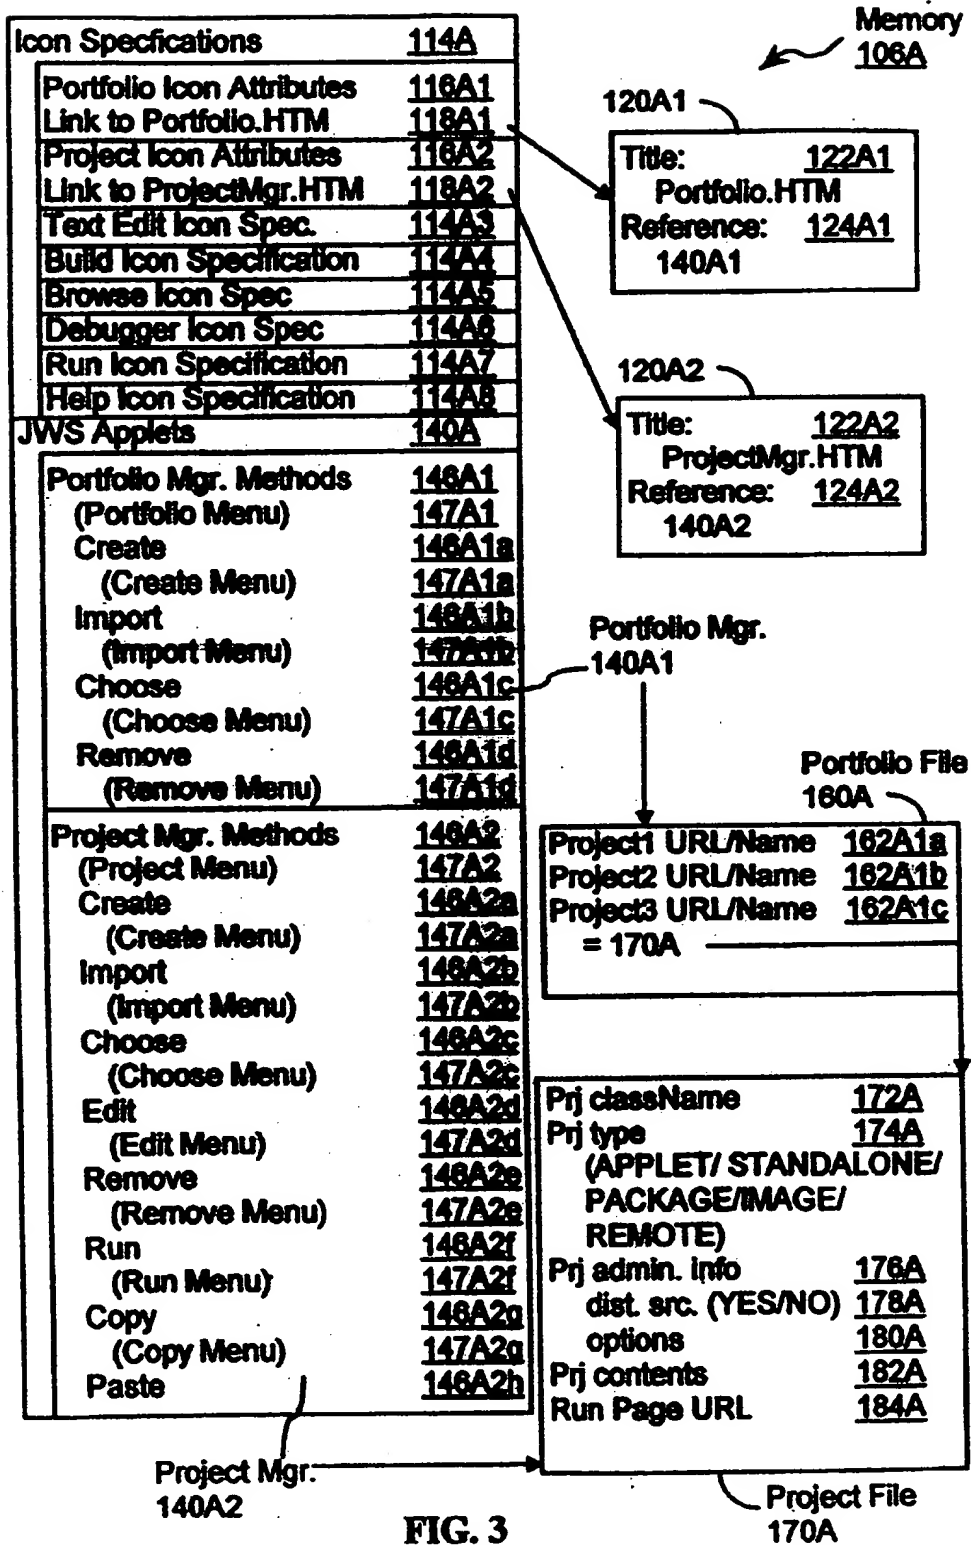 Memory
106A
Icon Specfications 114A
Portfolio Icon Attributes 116A1
Link to Portfolio.HTM 118A1
Project Icon Attributes 116A2
Link to ProjectMgr.HTM 118A2
Text Edit Icon Spec. 114A3
Build Icon Specification 114A4
Browse Icon Spec 114A5
Debugger Icon Spec 114A6
Run Icon Specification 114A7
Help Icon Specification 114A8
JWS Applets 140A
Portfolio Mgr. Methods 146A1
(Portfolio Menu) 147A1
Create 146A1a
(Create Menu) 147A1a
Import 146A1b
(Import Menu) 147A1b
Choose 146A1c
(Choose Menu) 147A1c
Remove 146A1d
(Remove Menu) 147A1d
Project Mgr. Methods 146A2
(Project Menu) 147A2
Create 146A2a
(Create Menu) 147A2a
Import 146A2b
(Import Menu) 147A2b
Choose 146A2c
(Choose Menu) 147A2c
Edit 146A2d
(Edit Menu) 147A2d
Remove 146A2e
(Remove Menu) 147A2e
Run 146A2f
(Run Menu) 147A2f
Copy 146A2g
(Copy Menu) 147A2g
Paste 146A2h
Project Mgr.
140A2
120A1
Title: 122A1
Portfolio.HTM
Reference: 124A1
140A1
120A2
Title: 122A2
ProjectMgr.HTM
Reference: 124A2
140A2
Portfolio Mgr.
140A1
Portfolio File
160A
Project1 URL/Name 162A1a
Project2 URL/Name 162A1b
Project3 URL/Name 162A1c
= 170A
Prj className 172A
Prj type 174A
(APPLET/ STANDALONE/
PACKAGE/IMAGE/
REMOTE)
Prj admin. info 176A
dist. src. (YES/NO) 178A
options 180A
Prj contents 182A
Run Page URL 184A
Project File
170A
FIG. 3